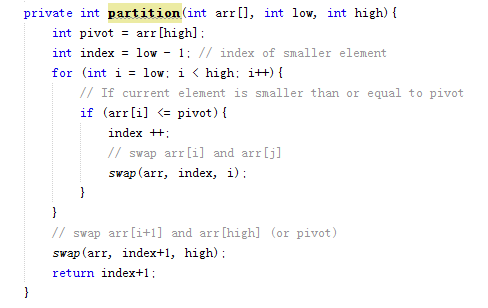 private int partition(int arr[], int low, int high){
int pivot = arr[high];
int index = low - 1; // index of smaller element
for (int i = low; i < high; i++){
// If current element is smaller than or equal to pivot
if (arr[i] <= pivot){
index ++;
// swap arr[i] and arr[j]
swap(arr, index, i);
}
}
// swap arr[i+1] and arr[high] (or pivot)
swap(arr, index+1, high);
return index+1;
}